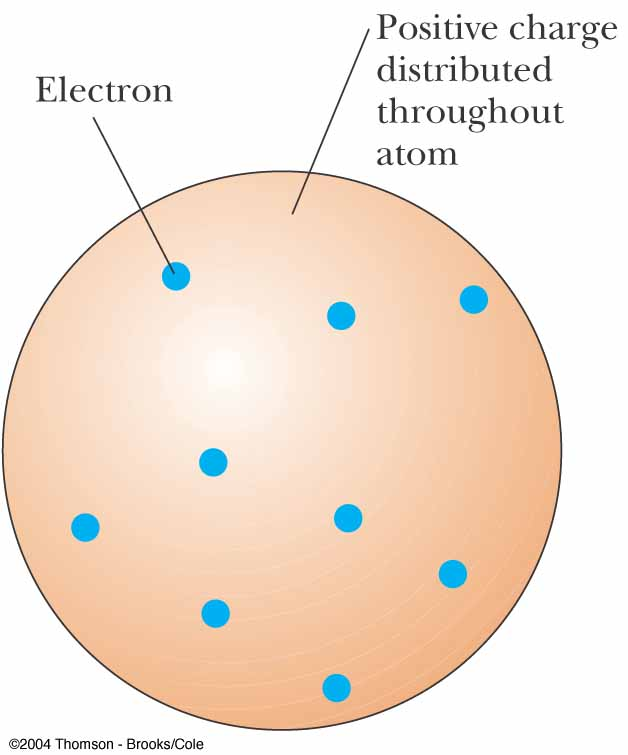 Electron
Positive charge
distributed
throughout
atom
©2004 Thomson - Brooks/Cole